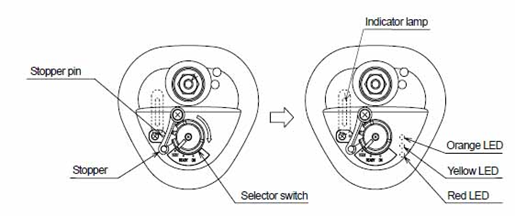 Indicator lamp
Stopper pin
Orange LED
Yellow LED
Stopper
Selector switch
Red LED